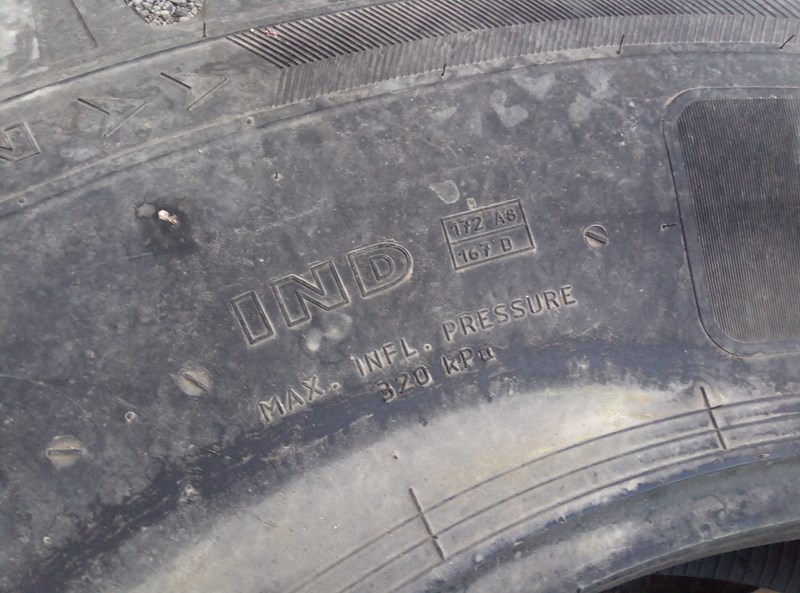 172 A8
167 D
IND
MAX. INFL. PRESSURE
320 kPa